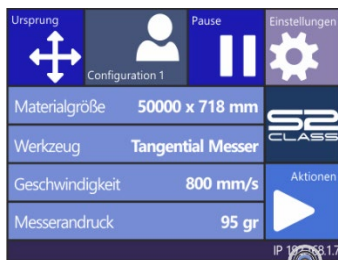 Ursprung
Configuration 1
Pause
Einstellungen
Materialgröße 50000 x 718 mm
Werkzeug Tangential Messer
Geschwindigkeit 800 mm/s
Messerandruck 95 gr
S2
CLASS
Aktionen
IP